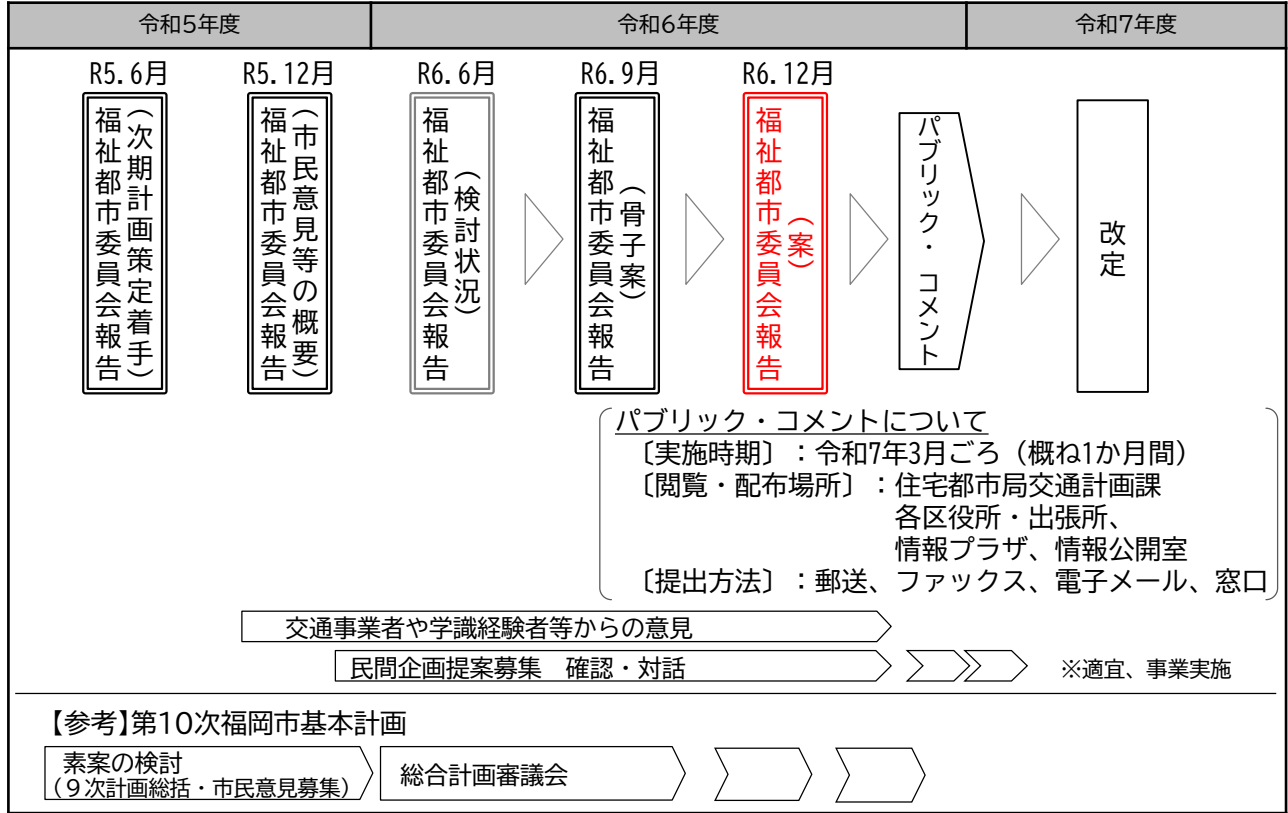 令和5年度
令和6年度
令和7年度
R5.6月
R5.12月
R6.6月
R6.9月
R6.12月
福祉都市委員会報告
（次期計画策定着手）
福祉都市委員会報告
（市民意見等の概要）
福祉都市委員会報告
（検討状況）
福祉都市委員会報告
（骨子案）
福祉都市委員会報告
（案）
パブリック・コメント
改定
パブリック・コメントについて
〔実施時期〕：令和7年3月ごろ（概ね1か月間）
〔閲覧・配布場所〕：住宅都市局交通計画課
各区役所・出張所、
情報プラザ、情報公開室
〔提出方法〕：郵送、ファックス、電子メール、窓口
交通事業者や学識経験者等からの意見
民間企画提案募集　確認・対話
※適宜、事業実施
【参考】第10次福岡市基本計画
素案の検討
（９次計画総括・市民意見募集）
総合計画審議会